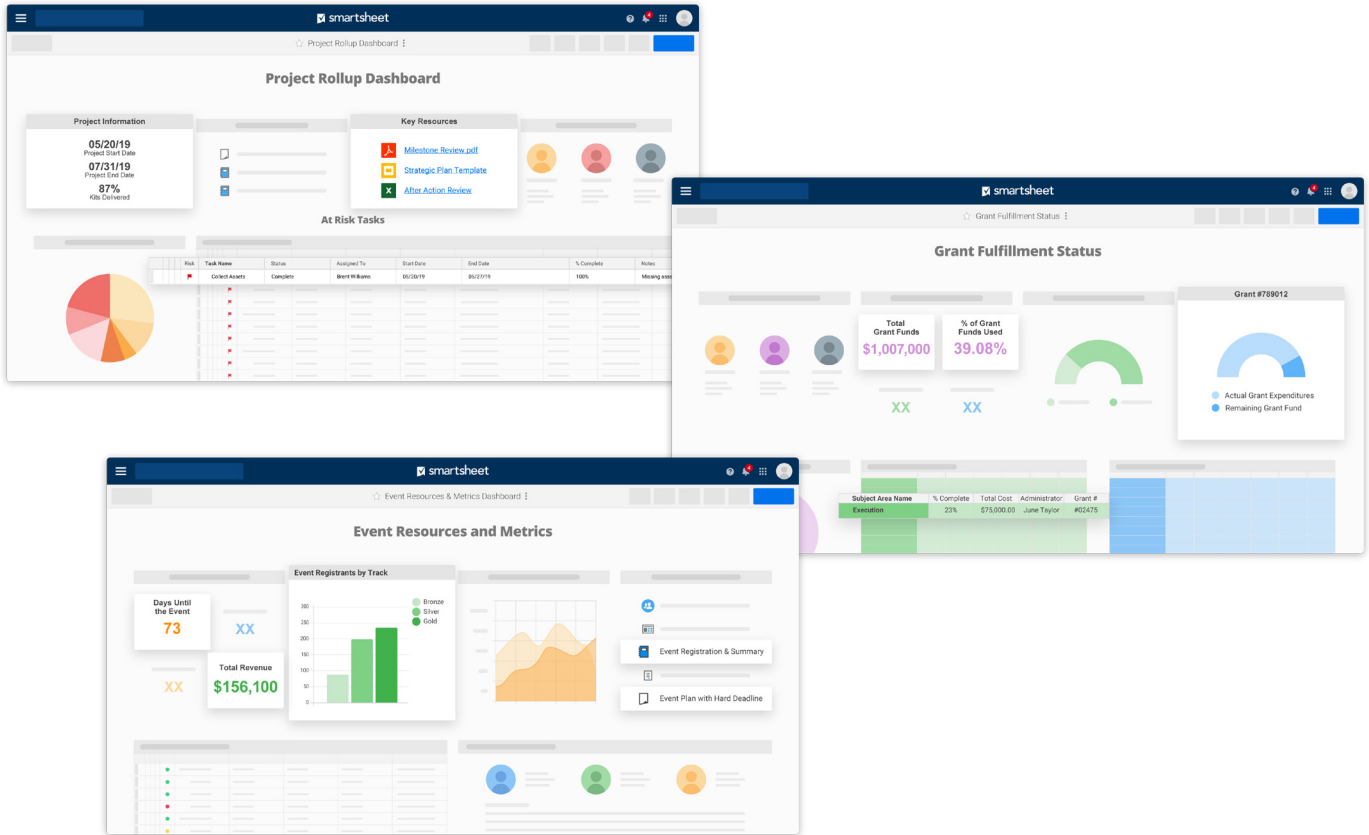 smartsheet
4
Project Rollup Dashboard
Project Rollup Dashboard
Project Information
05/20/19
Project Start Date
07/31/19
Project End Date
87%
Kits Delivered
Key Resources
Milestone Review.pdf
Strategic Plan Template
X
After Action Review
At Risk Tasks
Risk Task Name Status Assigned To Start Date End Date % Complete Notes
Collect Assets Complete Brent Williams 05/20/19 05/27/19 100% Missing
smartsheet
4
Grant Fulfillment Status
Grant Fulfillment Status
Total
Grant Funds
$1,007,000
% of Grant
Funds Used
39.08%
XX
XX
Grant #789012
Actual Grant Expenditures
Remaining Grant Fund
Subject Area Name % Complete Total Cost Administrator Grant #
Execution 23% $75,000.00 June Taylor #02475
smartsheet
4
Event Resources & Metrics Dashboard
Event Resources and Metrics
Days Until
the Event
73
XX
XX
Total Revenue
$156,100
Event Registrants by Track
300
250
200
150
100
50
0
Bronze
Silver
Gold
Event Registration & Summary
Event Plan with Hard Deadline